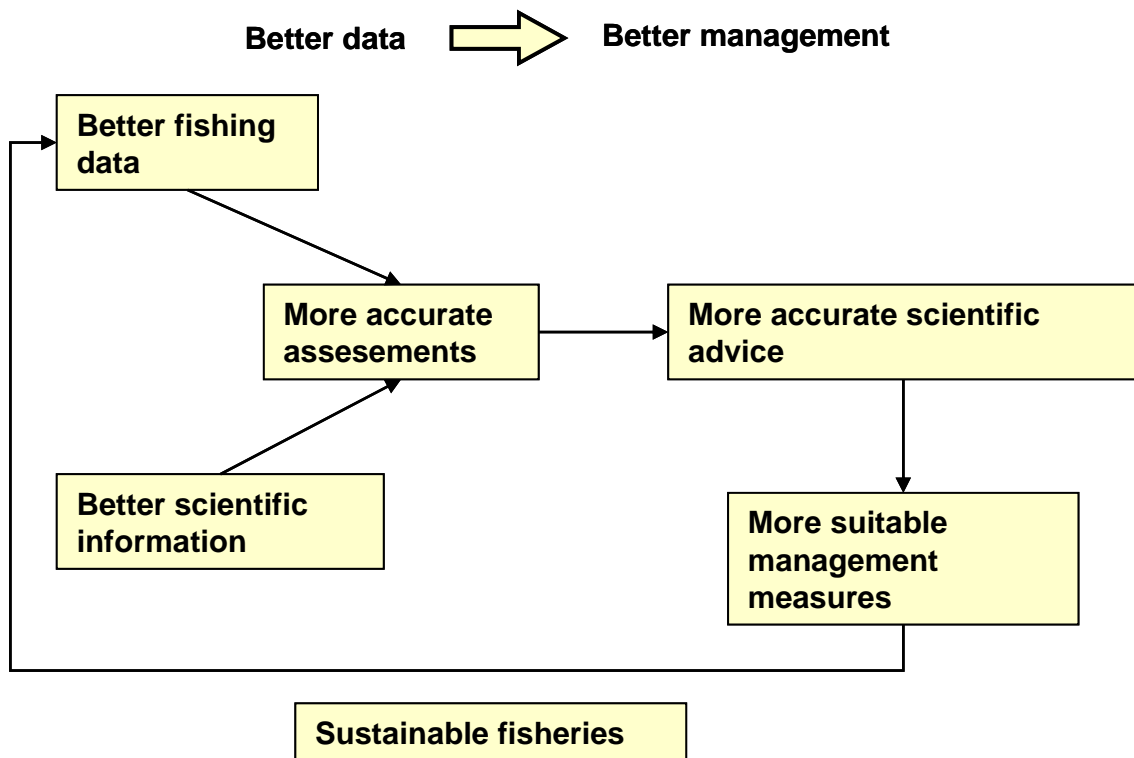 Better data
Better management
Better fishing
data
More accurate
assesements
More accurate scientific
advice
Better scientific
information
More suitable
management
measures
Sustainable fisheries